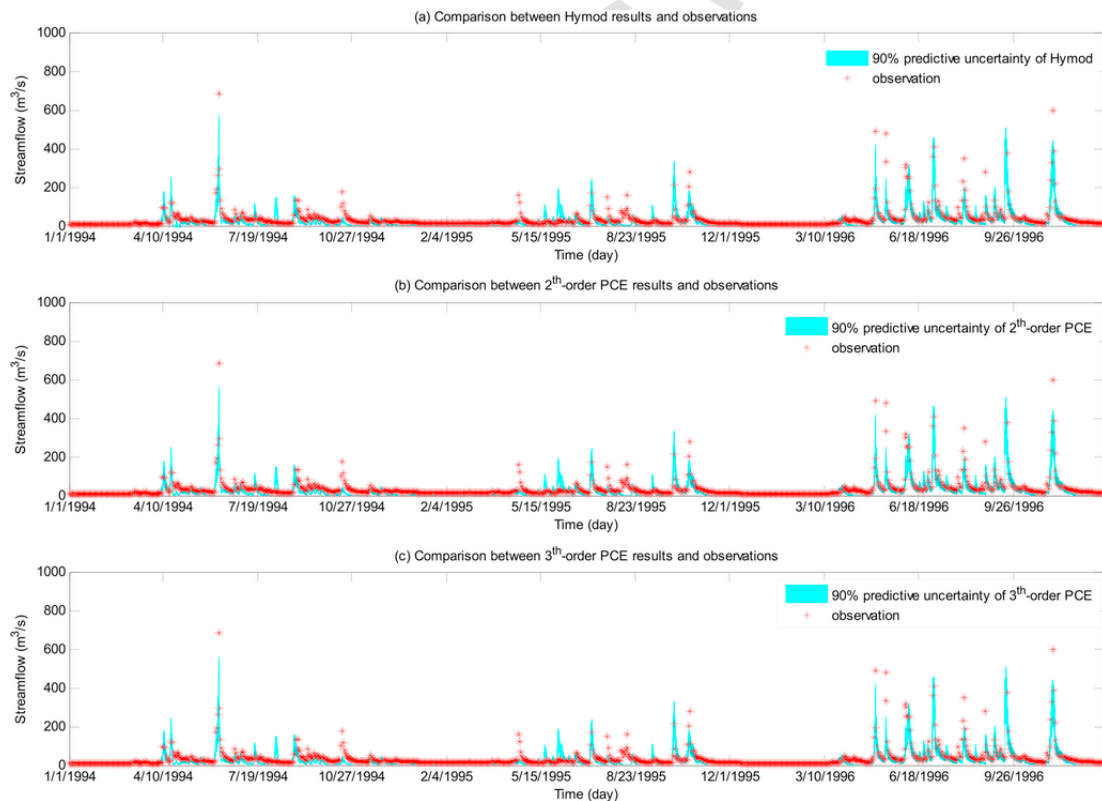 (a) Comparison between Hymod results and observations
1000
800
600
400
200
0
Streamflow (m³/s)
90% predictive uncertainty of Hymod
observation
1/1/1994 4/10/1994 7/19/1994 10/27/1994 2/4/1995 5/15/1995 8/23/1995 12/1/1995 3/10/1996 6/18/1996 9/26/1996
Time (day)
(b) Comparison between 2th-order PCE results and observations
1000
800
600
400
200
0
Streamflow (m³/s)
90% predictive uncertainty of 2th-order PCE
observation
1/1/1994 4/10/1994 7/19/1994 10/27/1994 2/4/1995 5/15/1995 8/23/1995 12/1/1995 3/10/1996 6/18/1996 9/26/1996
Time (day)
(c) Comparison between 3th-order PCE results and observations
1000
800
600
400
200
0
Streamflow (m³/s)
90% predictive uncertainty of 3th-order PCE
observation
1/1/1994 4/10/1994 7/19/1994 10/27/1994 2/4/1995 5/15/1995 8/23/1995 12/1/1995 3/10/1996 6/18/1996 9/26/1996
Time (day)